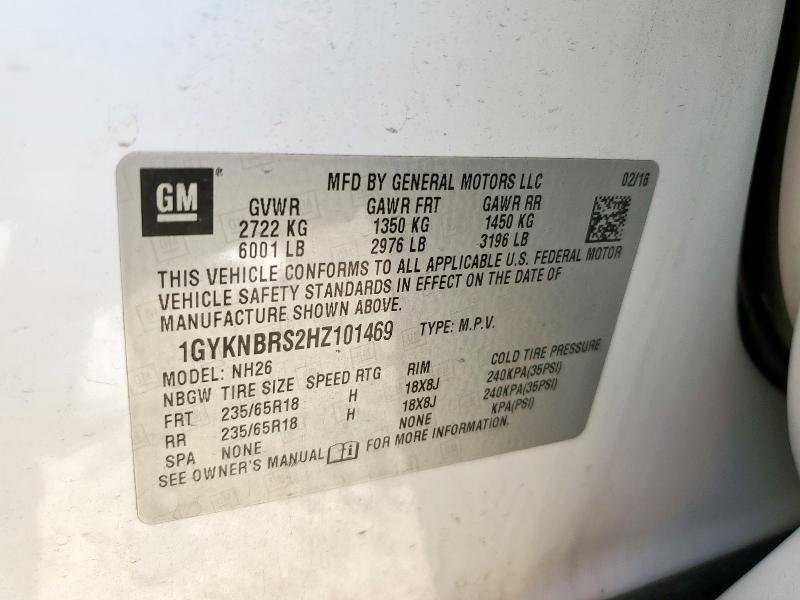 GM® MFD BY GENERAL MOTORS LLC 02/16
GVWR GAWR FRT GAWR RR
2722 KG 1350 KG 1450 KG
6001 LB 2976 LB 3196 LB
THIS VEHICLE CONFORMS TO ALL APPLICABLE U.S. FEDERAL MOTOR
VEHICLE SAFETY STANDARDS IN EFFECT ON THE DATE OF
MANUFACTURE SHOWN ABOVE.
1GYKNBRS2HZ101469 TYPE: M.P.V.
MODEL: NH26
NBGW TIRE SIZE SPEED RTG RIM COLD TIRE PRESSURE
FRT 235/65R18 H 18X8J 240KPA(35PSI)
RR 235/65R18 H 18X8J 240KPA(35PSI)
SPA NONE NONE KPA(PSI)
SEE OWNER'S MANUAL FOR MORE INFORMATION.